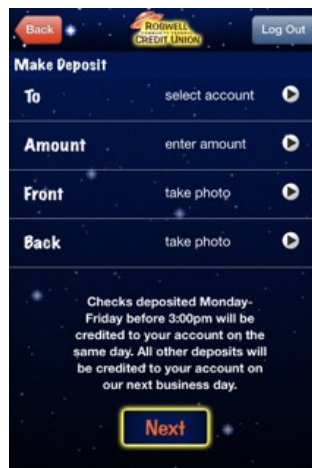 Back
ROSWELL
COMMUNITY FEDERAL
CREDIT UNION
Log Out
Make Deposit
To select account
Amount enter amount
Front take photo
Back take photo
Checks deposited Monday-
Friday before 3:00pm will be
credited to your account on the
same day. All other deposits will
be credited to your account on
our next business day.
Next